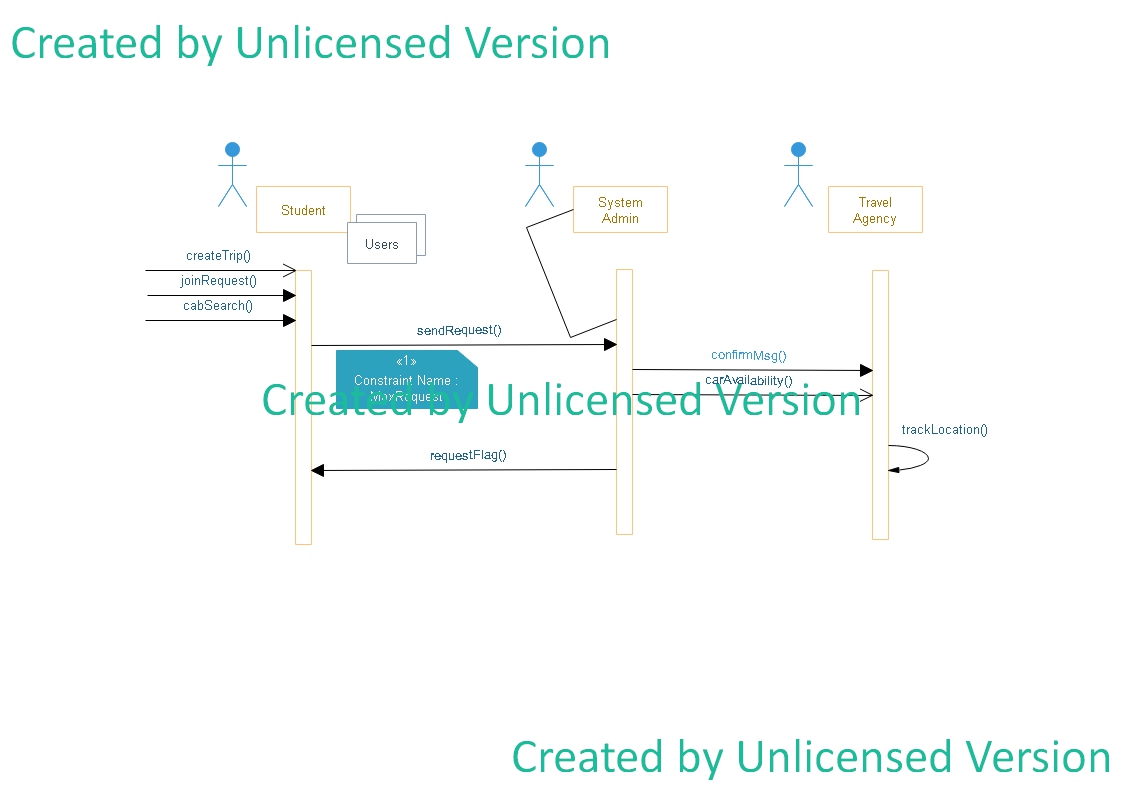 Created by Unlicensed Version
Student
System
Admin
Travel
Agency
Users
createTrip()
joinRequest()
cabSearch()
sendRequest()
«1»
Constraint Name :
MaxRequest
confirmMsg()
carAvailability()
Created by Unlicensed Version
trackLocation()
requestFlag()
Created by Unlicensed Version